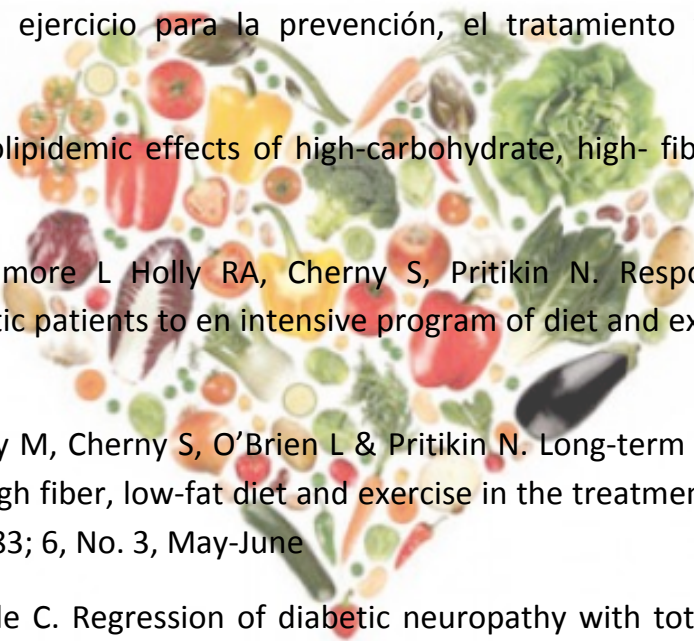 ejercicio para la prevención, el tratamiento
olipidemic effects of high-carbohydrate, high- fib
more L Holly RA, Cherny S, Pritikin N. Respo
tic patients to en intensive program of diet and ex
y M, Cherny S, O’Brien L & Pritikin N. Long-term
gh fiber, low-fat diet and exercise in the treatmen
83; 6, No. 3, May-June
le C. Regression of diabetic neuropathy with tot